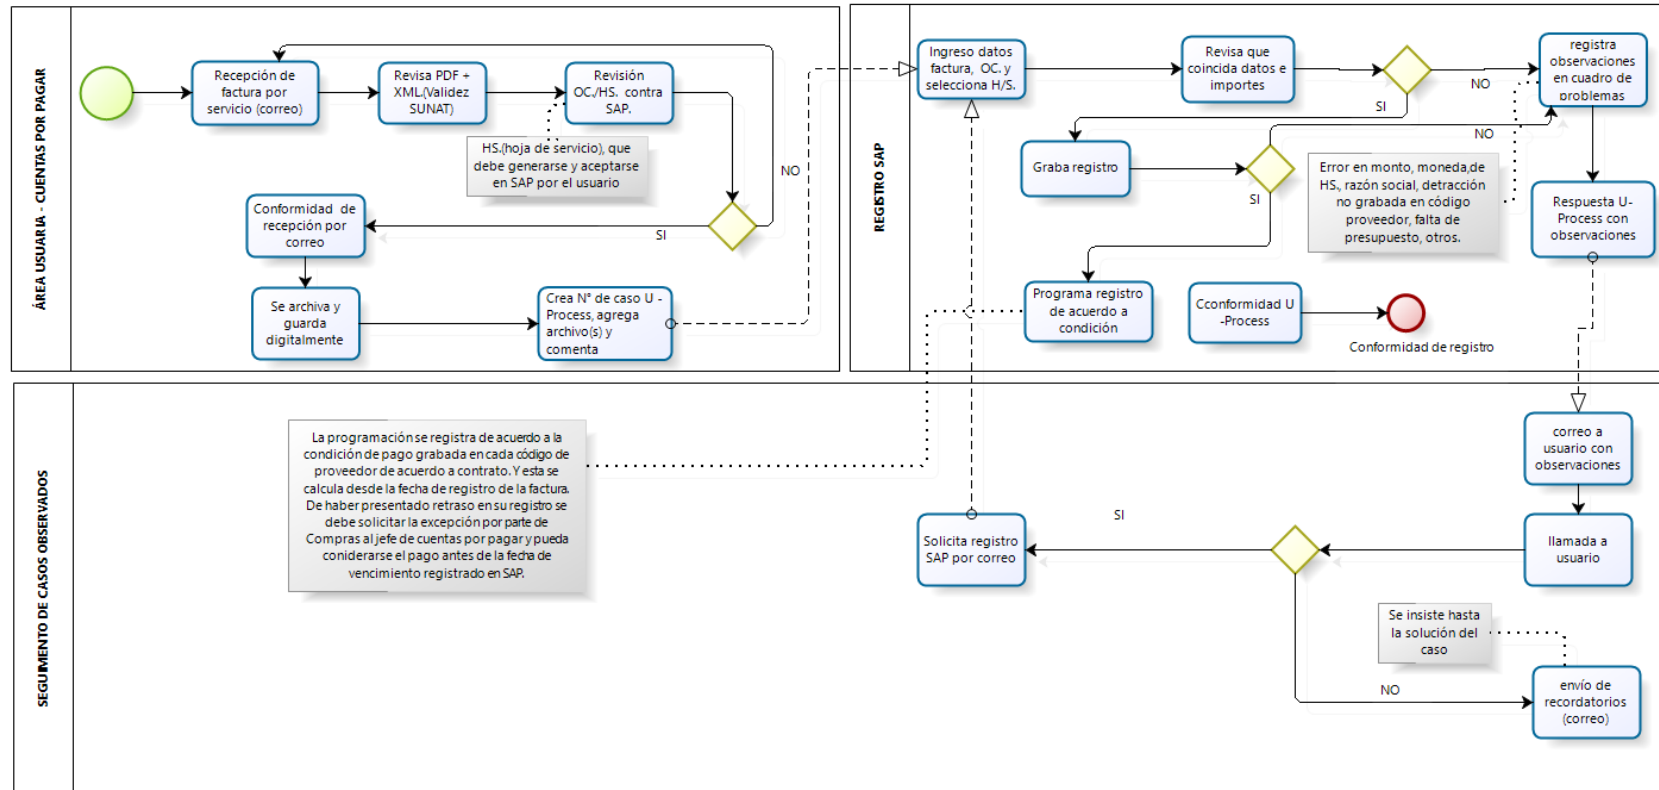 ÁREA USUARIA - CUENTAS POR PAGAR
Recepción de
factura por
servicio (correo)
Revisa PDF +
XML.(Validez
SUNAT)
Revisión
OC./HS. contra
SAP.
HS.(hoja de servicio), que
debe generarse y aceptarse
en SAP por el usuario
NO
SI
Conformidad de
recepción por
correo
Se archiva y
guarda
digitalmente
Crea N° de caso U -
Process, agrega
archivo(s) y
comenta
REGISTRO SAP
Ingreso datos
factura, OC. y
selecciona H/S.
Revisa que
coincida datos e
importes
NO
SI
registra
observaciones
en cuadro de
problemas
Graba registro
NO
SI
Error en monto, moneda,de
HS., razón social, detracción
no grabada en código
proveedor, falta de
presupuesto, otros.
Respuesta U-
Process con
observaciones
Programa registro
de acuerdo a
condición
Cconformidad U
-Process
Conformidad de registro
SEGUIMENTO DE CASOS OBSERVADOS
La programación se registra de acuerdo a la
condición de pago grabada en cada código de
proveedor de acuerdo a contrato. Y esta se
calcula desde la fecha de registro de la factura.
De haber presentado retraso en su registro se
debe solicitar la excepción por parte de
Compras al jefe de cuentas por pagar y pueda
coniderarse el pago antes de la fecha de
vencimiento registrado en SAP.
correo a
usuario con
observaciones
llamada a
usuario
SI
Solicita registro
SAP por correo
Se insiste hasta
la solución del
caso
NO
envío de
recordatorios
(correo)